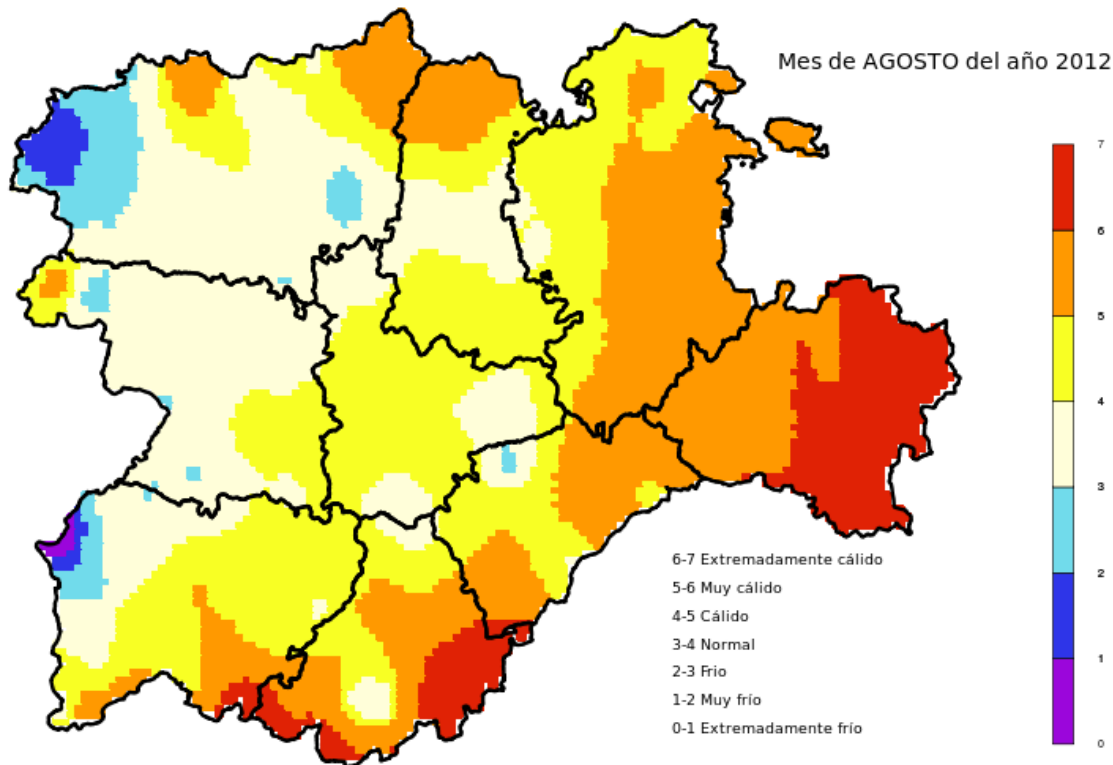 Mes de AGOSTO del año 2012
7
6
5
4
3
2
1
0
6-7 Extremadamente cálido
5-6 Muy cálido
4-5 Cálido
3-4 Normal
2-3 Frio
1-2 Muy frío
0-1 Extremadamente frío